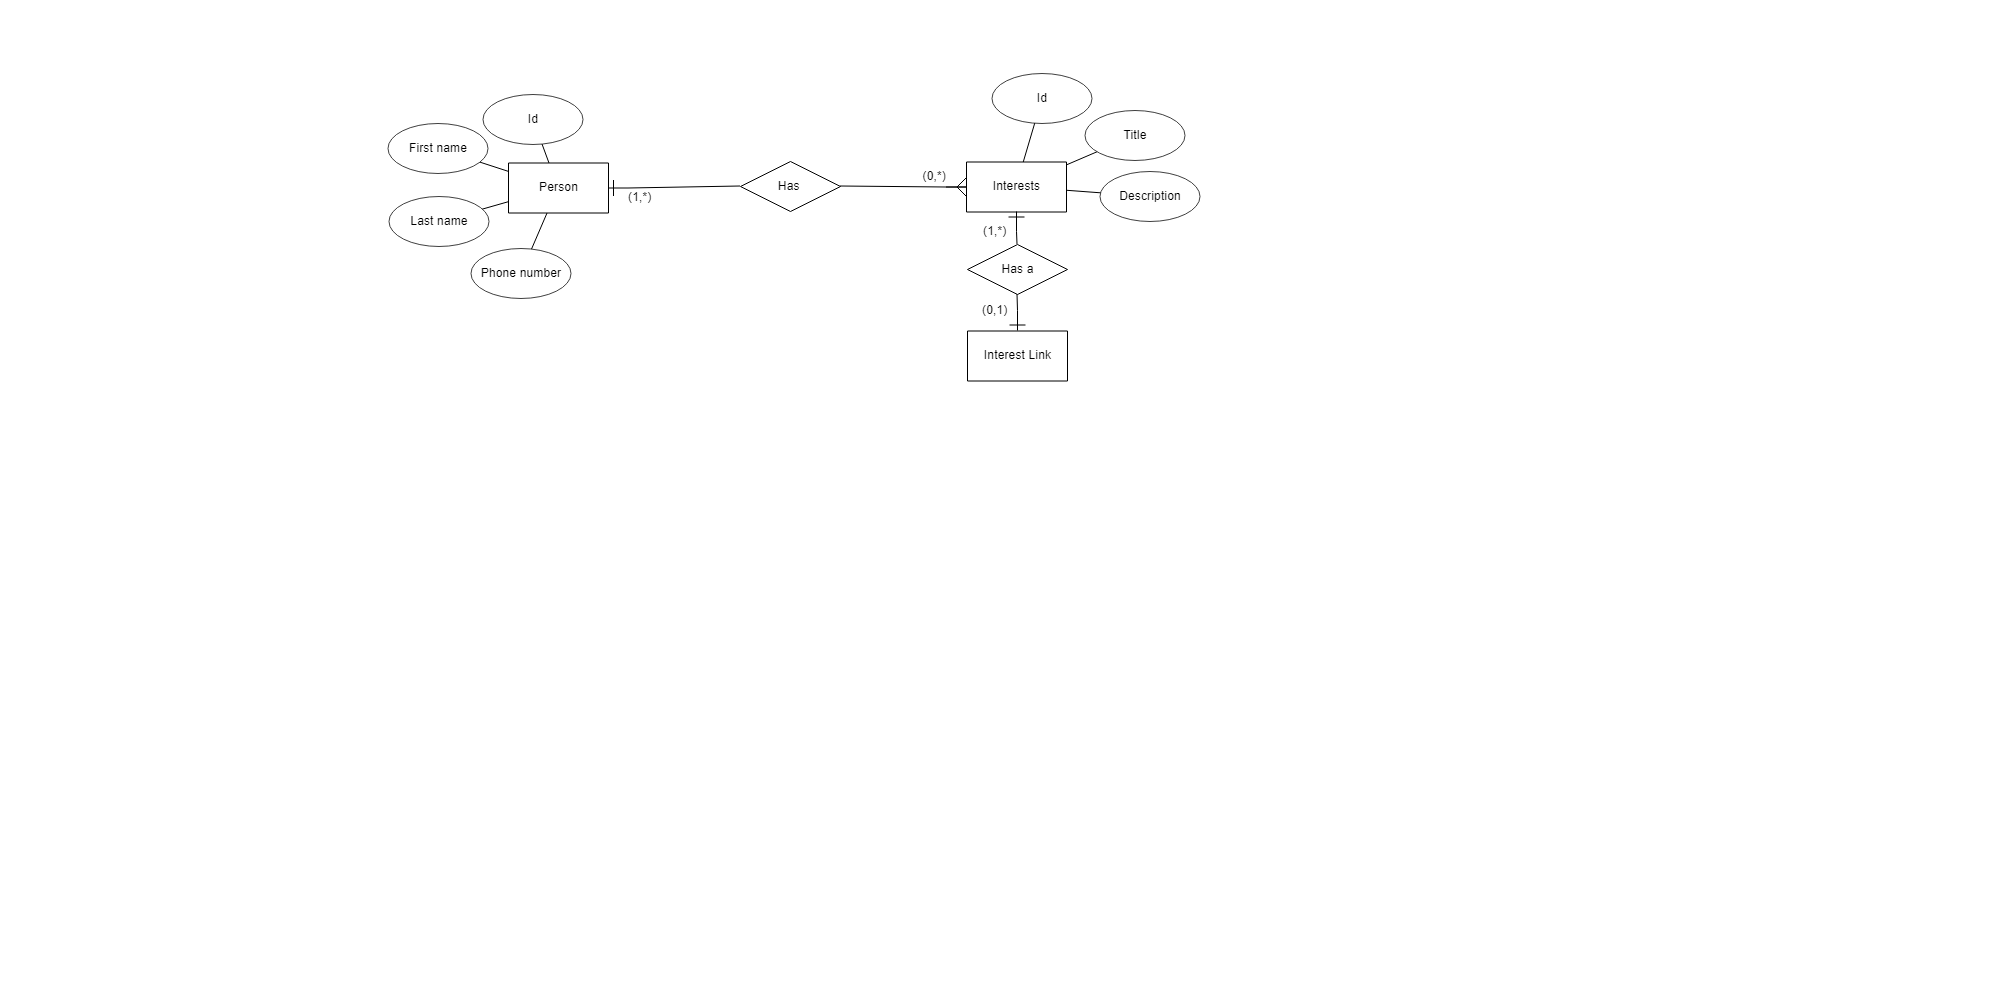 Id
Title
Id
First name
Person
(1,*)
Has
(0,*)
Interests
Description
Last name
Phone number
(1,*)
Has a
(0,1)
Interest Link